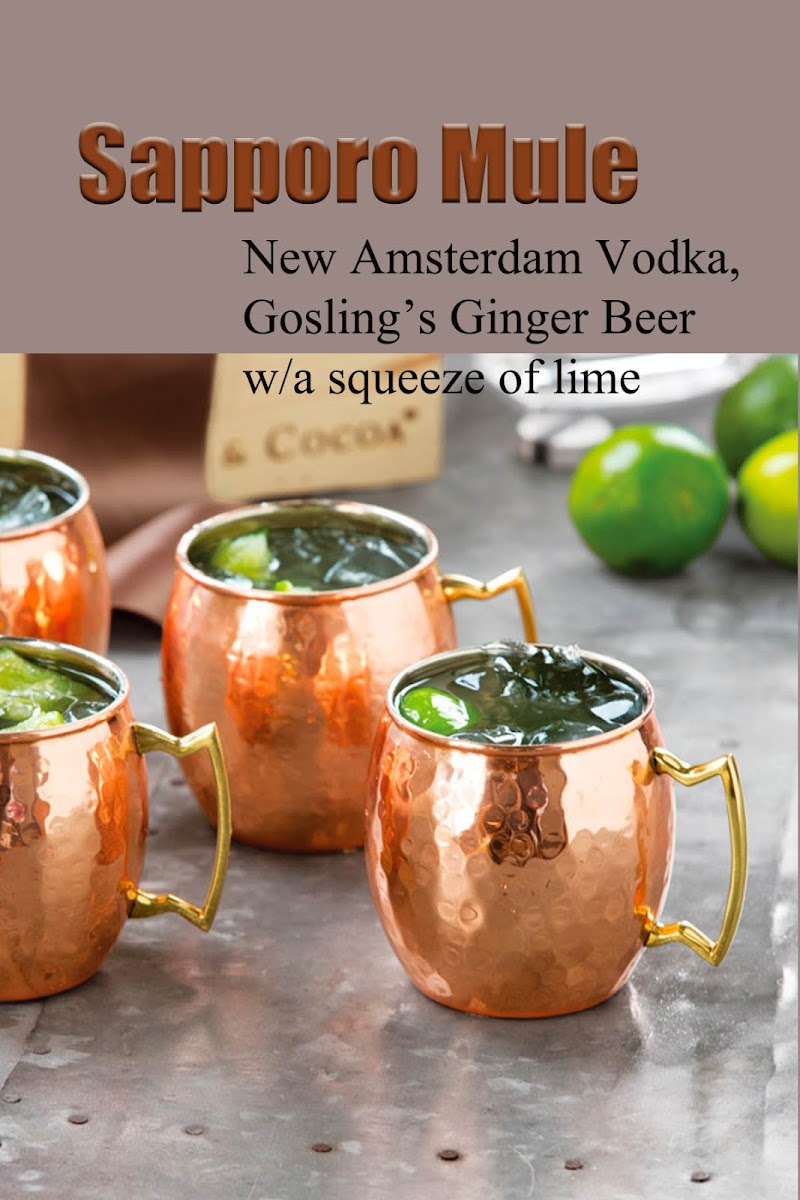 Sapporo Mule
New Amsterdam Vodka,
Gosling’s Ginger Beer
w/a squeeze of lime
& Cocoa